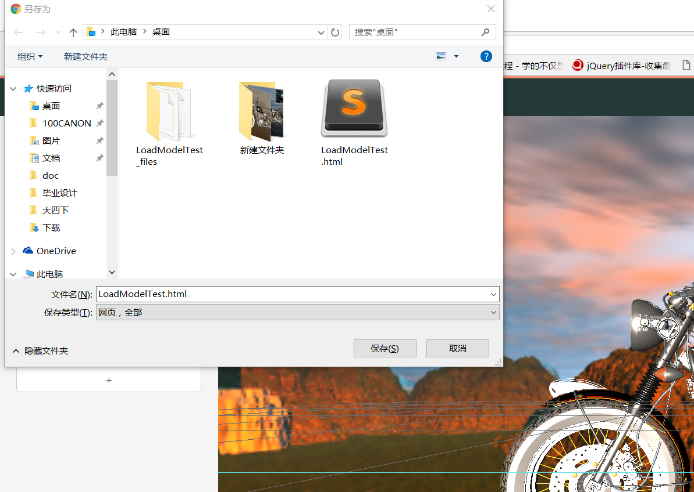 另存为
此电脑 桌面
搜索"桌面"
组织 新建文件夹
程 - 学的不仅是 jQuery插件库-收集最
快速访问
桌面
100CANON
图片
文档
doc
毕业设计
大四下
下载
OneDrive
此电脑
LoadModelTest
_files
新建文件夹
LoadModelTest
.html
文件名(N): LoadModelTest.html
保存类型(T): 网页，全部
隐藏文件夹
保存(S) 取消
+